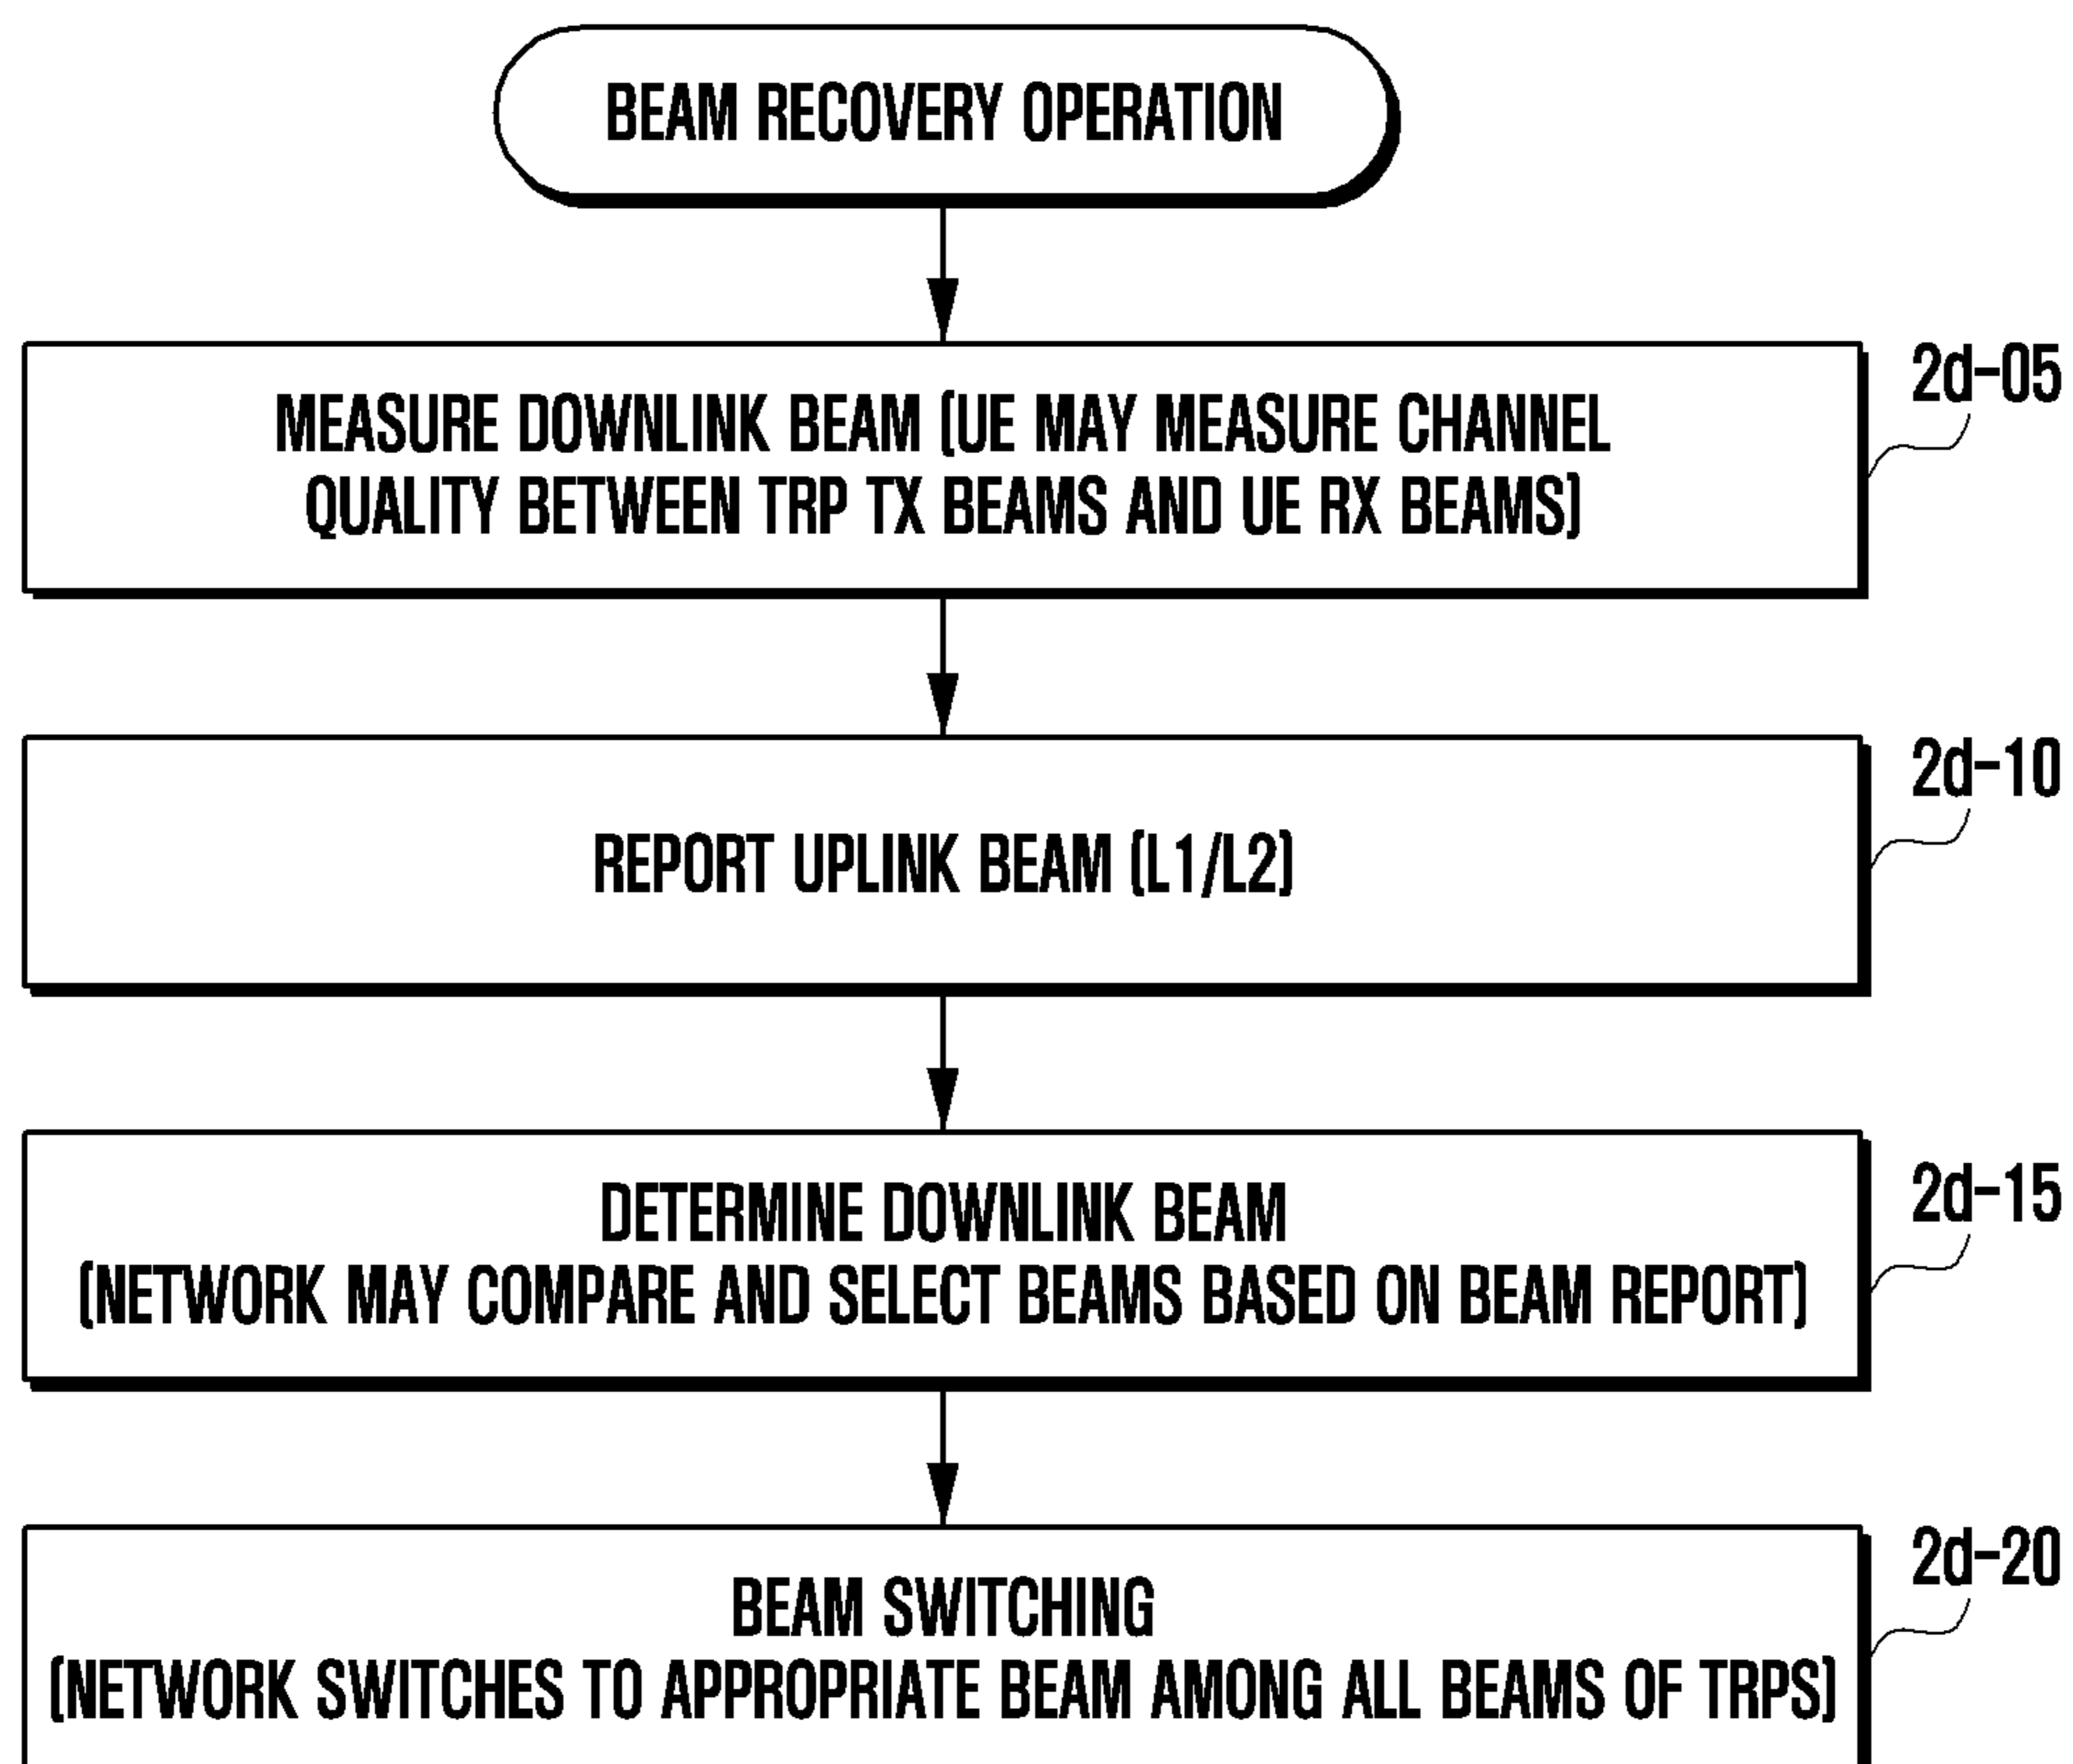 BEAM RECOVERY OPERATION
MEASURE DOWNLINK BEAM (UE MAY MEASURE CHANNEL
QUALITY BETWEEN TRP TX BEAMS AND UE RX BEAMS)
2d-05
REPORT UPLINK BEAM (L1/L2)
2d-10
DETERMINE DOWNLINK BEAM
(NETWORK MAY COMPARE AND SELECT BEAMS BASED ON BEAM REPORT)
2d-15
BEAM SWITCHING
(NETWORK SWITCHES TO APPROPRIATE BEAM AMONG ALL BEAMS OF TRPS)
2d-20